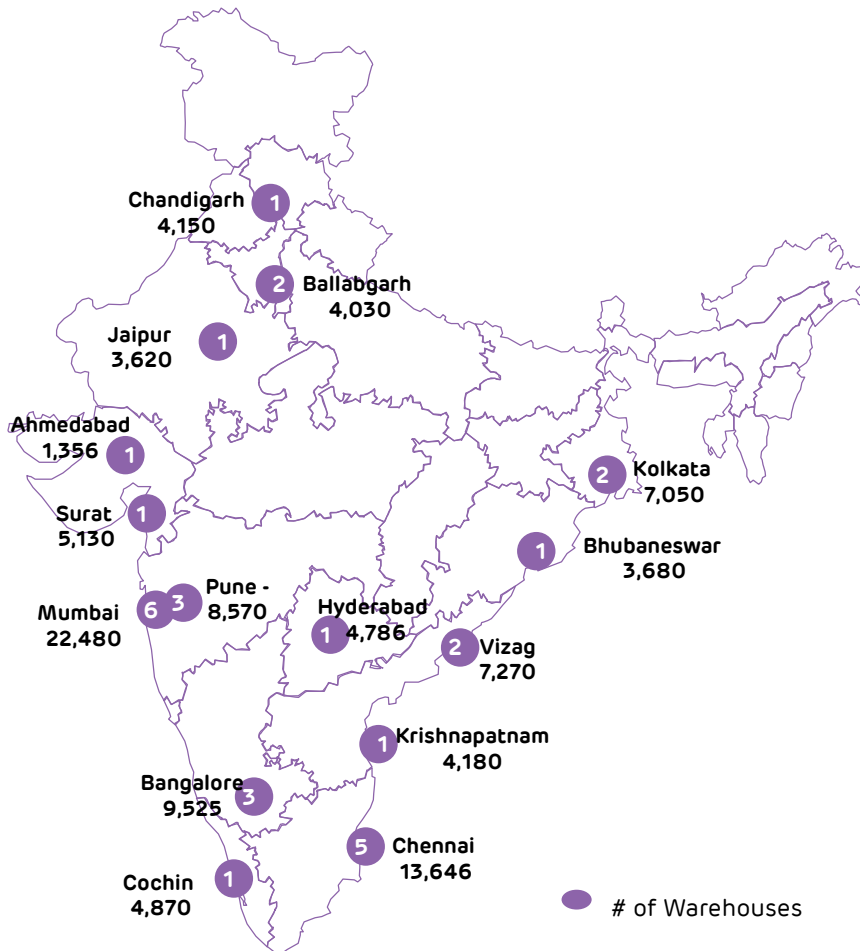 Chandigarh
4,150
1
2
Ballabgarh
4,030
Jaipur
3,620
1
Ahmedabad
1,356
1
2
Kolkata
7,050
Surat
5,130
1
1
Bhubaneswar
3,680
Mumbai
22,480
6
3
Pune -
8,570
Hyderabad
4,786
1
2
Vizag
7,270
1
Krishnapatnam
4,180
Bangalore
9,525
3
5
Chennai
13,646
Cochin
4,870
1
# of Warehouses